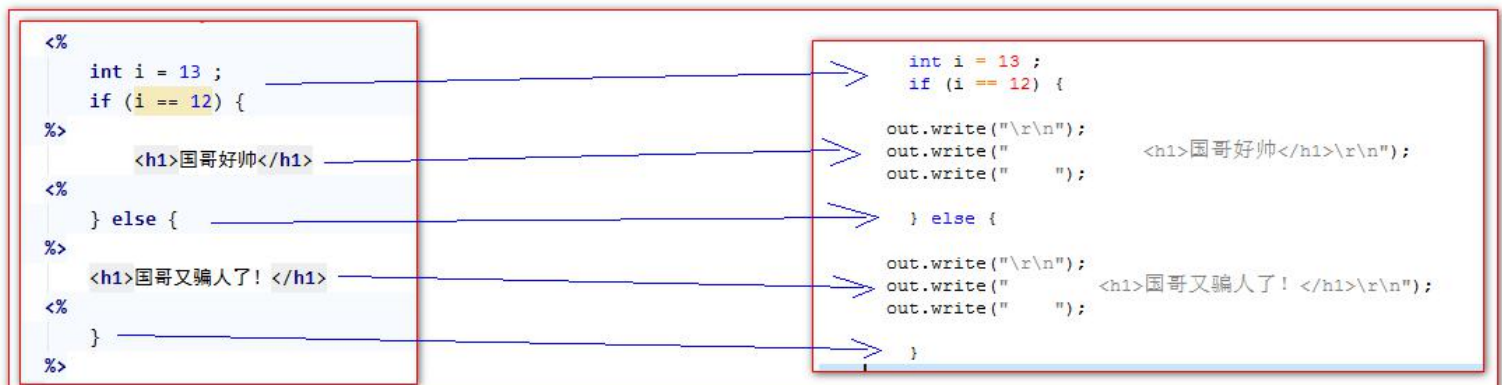 <%
int i = 13 ;
if (i == 12) {
%>
<h1>国哥好帅</h1>
<%
} else {
%>
<h1>国哥又骗人了！</h1>
<%
}
%>
int i = 13 ;
if (i == 12) {
out.write("\r\n");
out.write("            <h1>国哥好帅</h1>\r\n");
out.write("    ");
} else {
out.write("\r\n");
out.write("        <h1>国哥又骗人了！</h1>\r\n");
out.write("    ");
}